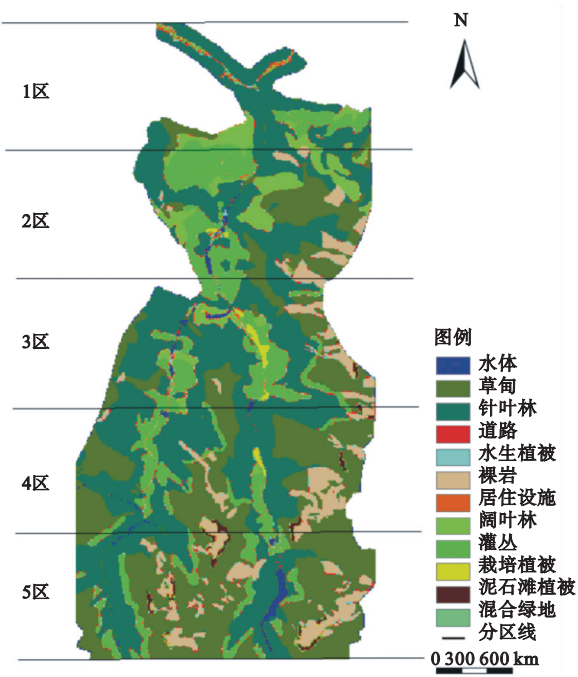 N
1区
2区
3区
4区
5区
图例
水体
草甸
针叶林
道路
水生植被
裸岩
居住设施
阔叶林
灌丛
栽培植被
泥石滩植被
混合绿地
分区线
0 300 600 km